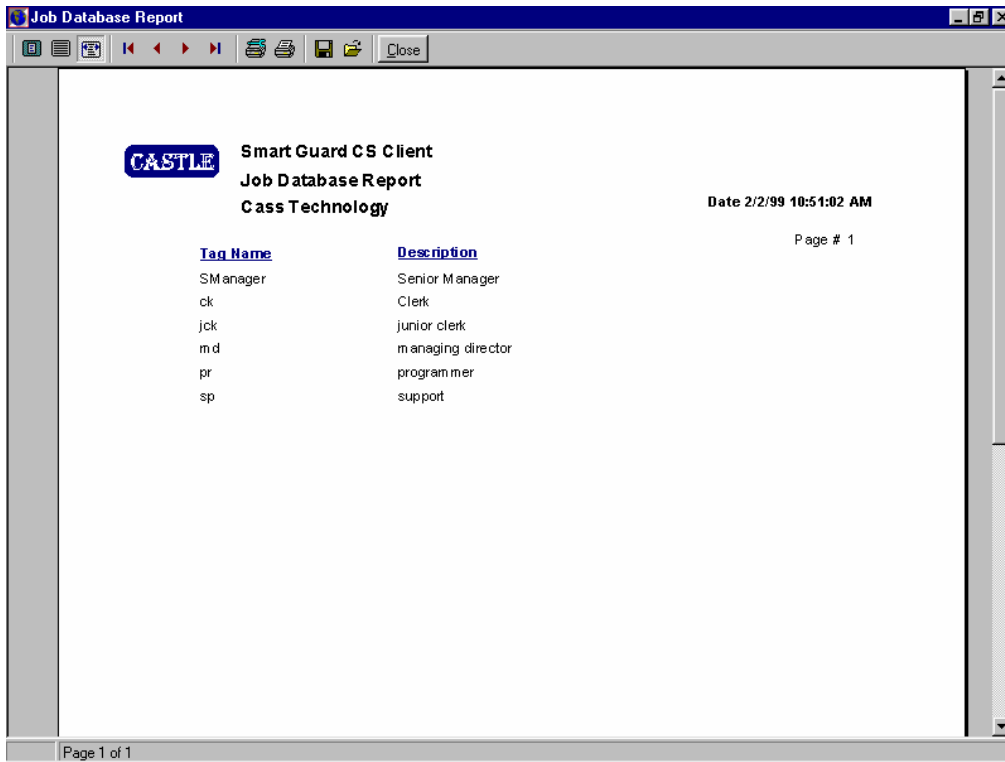 Job Database Report
Close
CASTLE
Smart Guard CS Client
Job Database Report
Cass Technology
Date 2/2/99 10:51:02 AM
Page # 1
Tag Name Description
SManager Senior Manager
ck Clerk
jck junior clerk
md managing director
pr programmer
sp support
Page 1 of 1